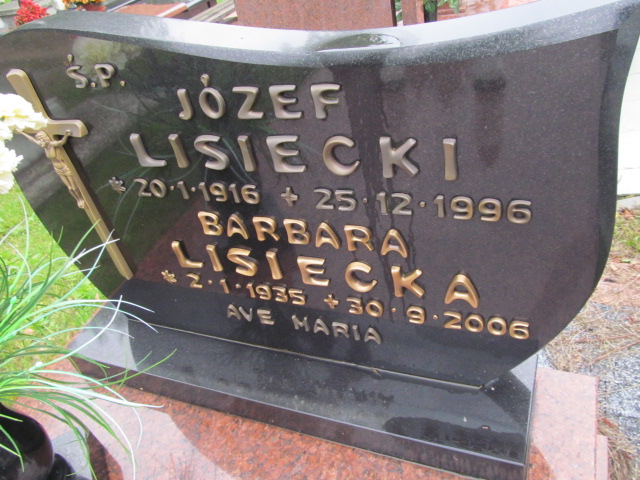 Ś.P.
JÓZEF
LISIECKI
* 20·1·1916 + 25·12·1996
BARBARA
LISIECKA
* 2·1·1935 + 30·9·2006
AVE MARIA